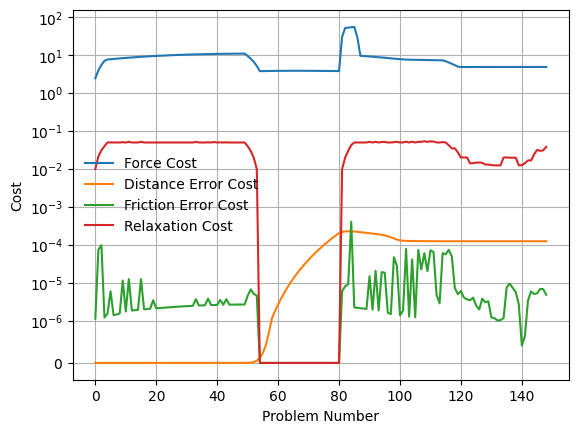 10²
10¹
10⁰
10⁻¹
10⁻²
10⁻³
10⁻⁴
10⁻⁵
10⁻⁶
0
Cost
Force Cost
Distance Error Cost
Friction Error Cost
Relaxation Cost
0 20 40 60 80 100 120 140
Problem Number